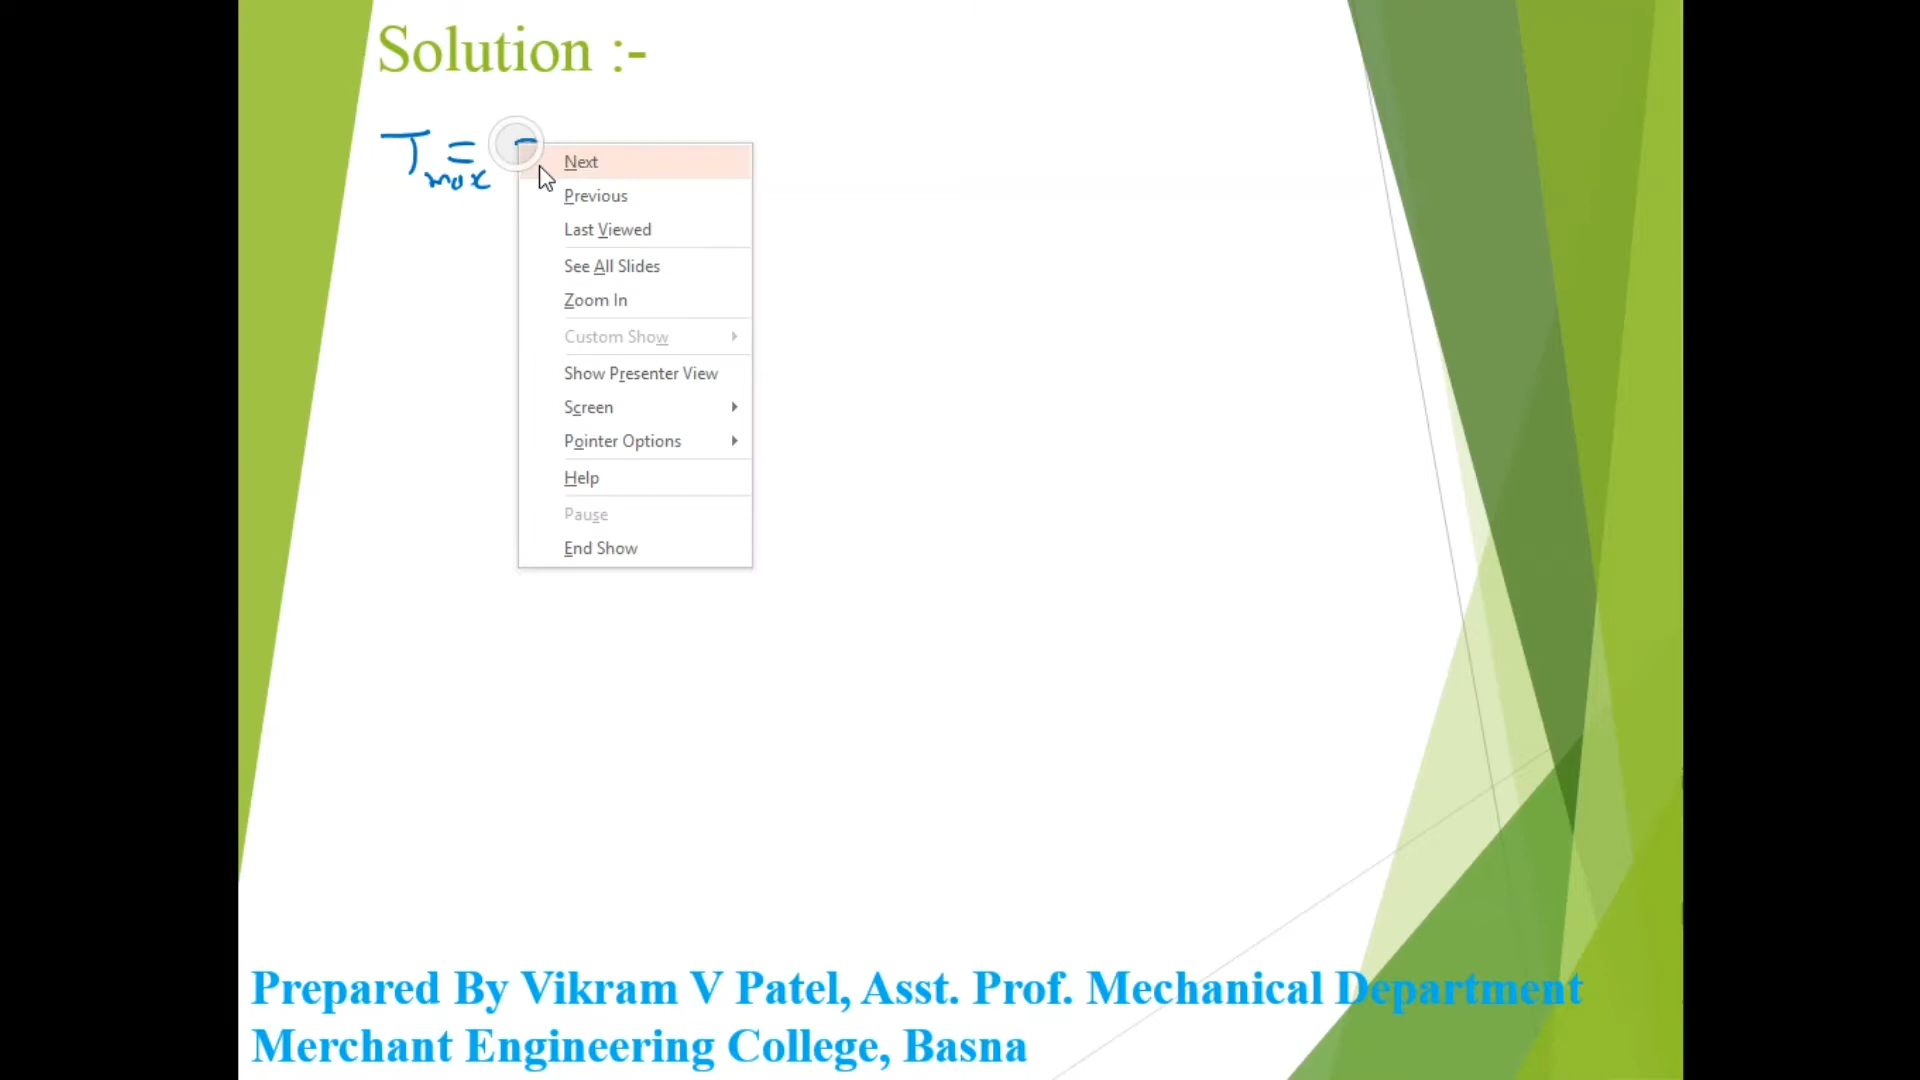 Solution :-
T max =
Next
Previous
Last Viewed
See All Slides
Zoom In
Custom Show
Show Presenter View
Screen
Pointer Options
Help
Pause
End Show
Prepared By Vikram V Patel, Asst. Prof. Mechanical Department
Merchant Engineering College, Basna